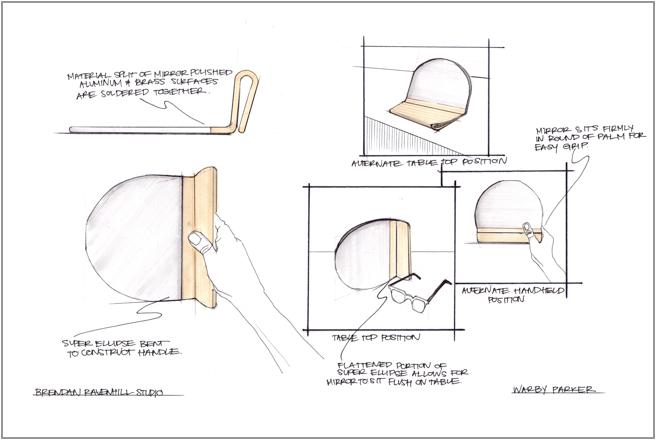 MATERIAL SPLIT OF MIRROR POLISHED
ALUMINUM & BRASS SURFACES
ARE SOLDERED TOGETHER.
ALTERNATE TABLE TOP POSITION
MIRROR SITS FIRMLY
IN ROUND OF PALM FOR
EASY GRIP.
ALTERNATE HANDHELD
POSITION
SUPER ELLIPSE BENT
TO CONSTRUCT HANDLE.
TABLE TOP POSITION
FLATTENED PORTION OF
SUPER ELLIPSE ALLOWS FOR
MIRROR TO SIT FLUSH ON TABLE.
BRENDAN RAVENHILL STUDIO
WARBY PARKER